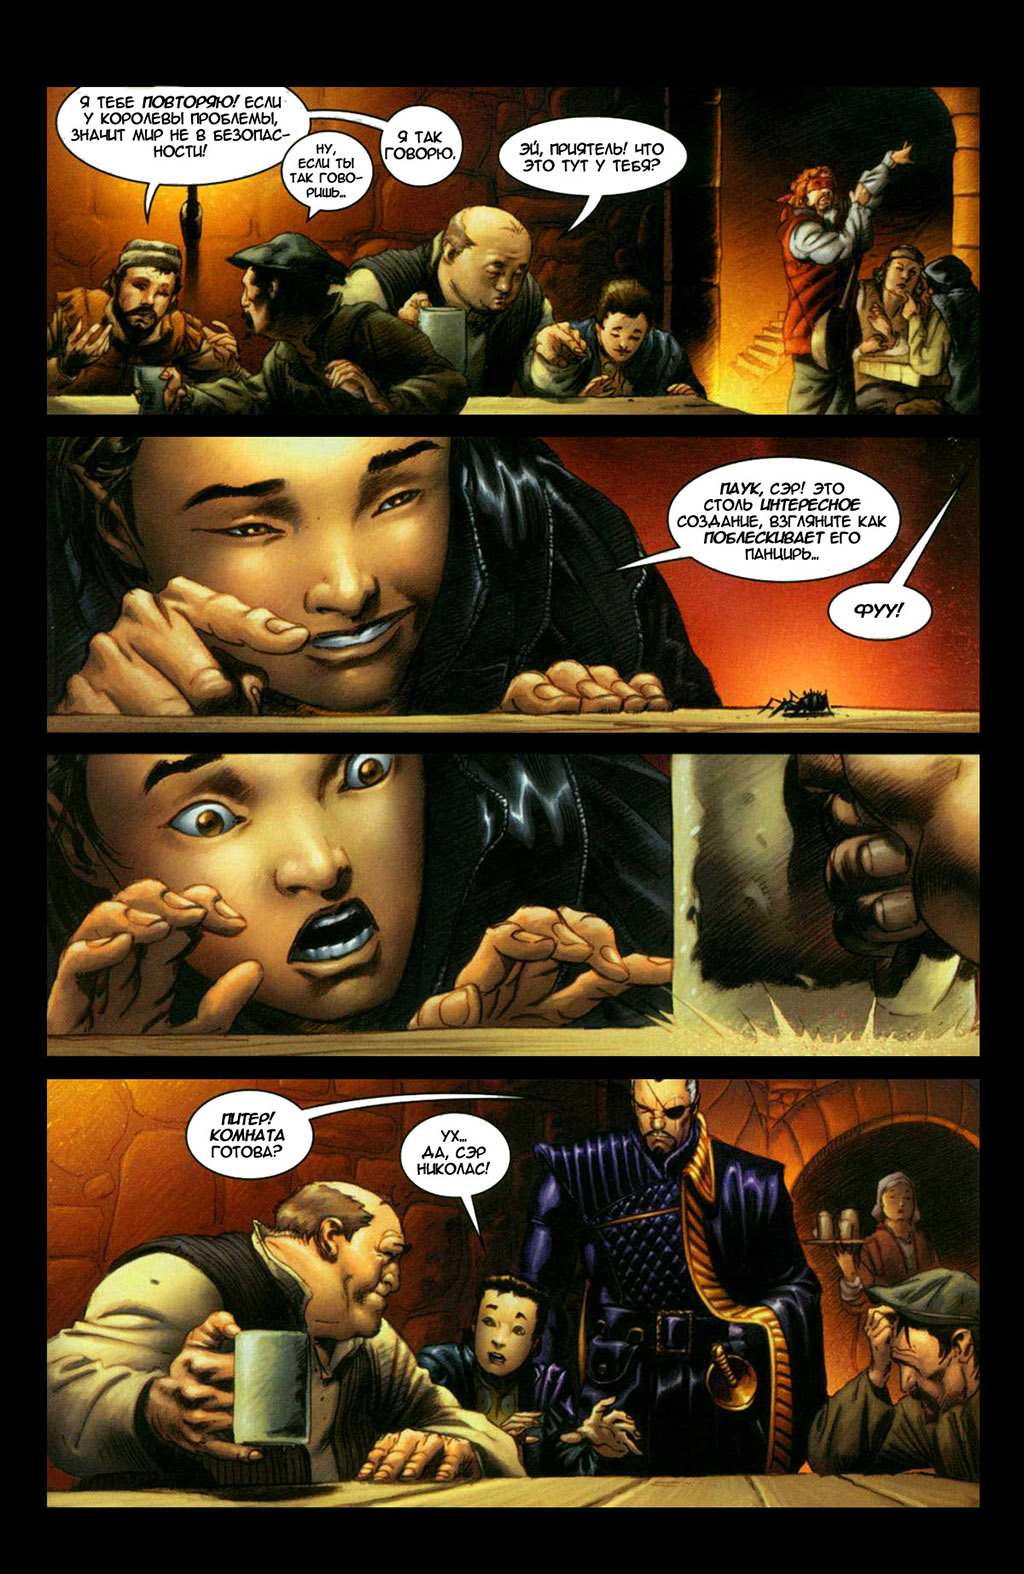 Я ТЕБЕ ПОВТОРЯЮ! ЕСЛИ
У КОРОЛЕВЫ ПРОБЛЕМЫ,
ЗНАЧИТ МИР НЕ В БЕЗОПАС-
НОСТИ!
НУ,
ЕСЛИ ТЫ
ТАК ГОВО-
РИШЬ...
Я ТАК
ГОВОРЮ.
ЭЙ, ПРИЯТЕЛЬ! ЧТО
ЭТО ТУТ У ТЕБЯ?
ПАУК, СЭР! ЭТО
СТОЛЬ ИНТЕРЕСНОЕ
СОЗДАНИЕ, ВЗГЛЯНИТЕ КАК
ПОБЛЕСКИВАЕТ ЕГО
ПАНЦИРЬ...
ФУУ!
ПИТЕР!
КОМНАТА
ГОТОВА?
УХ...
ДА, СЭР
НИКОЛАС!